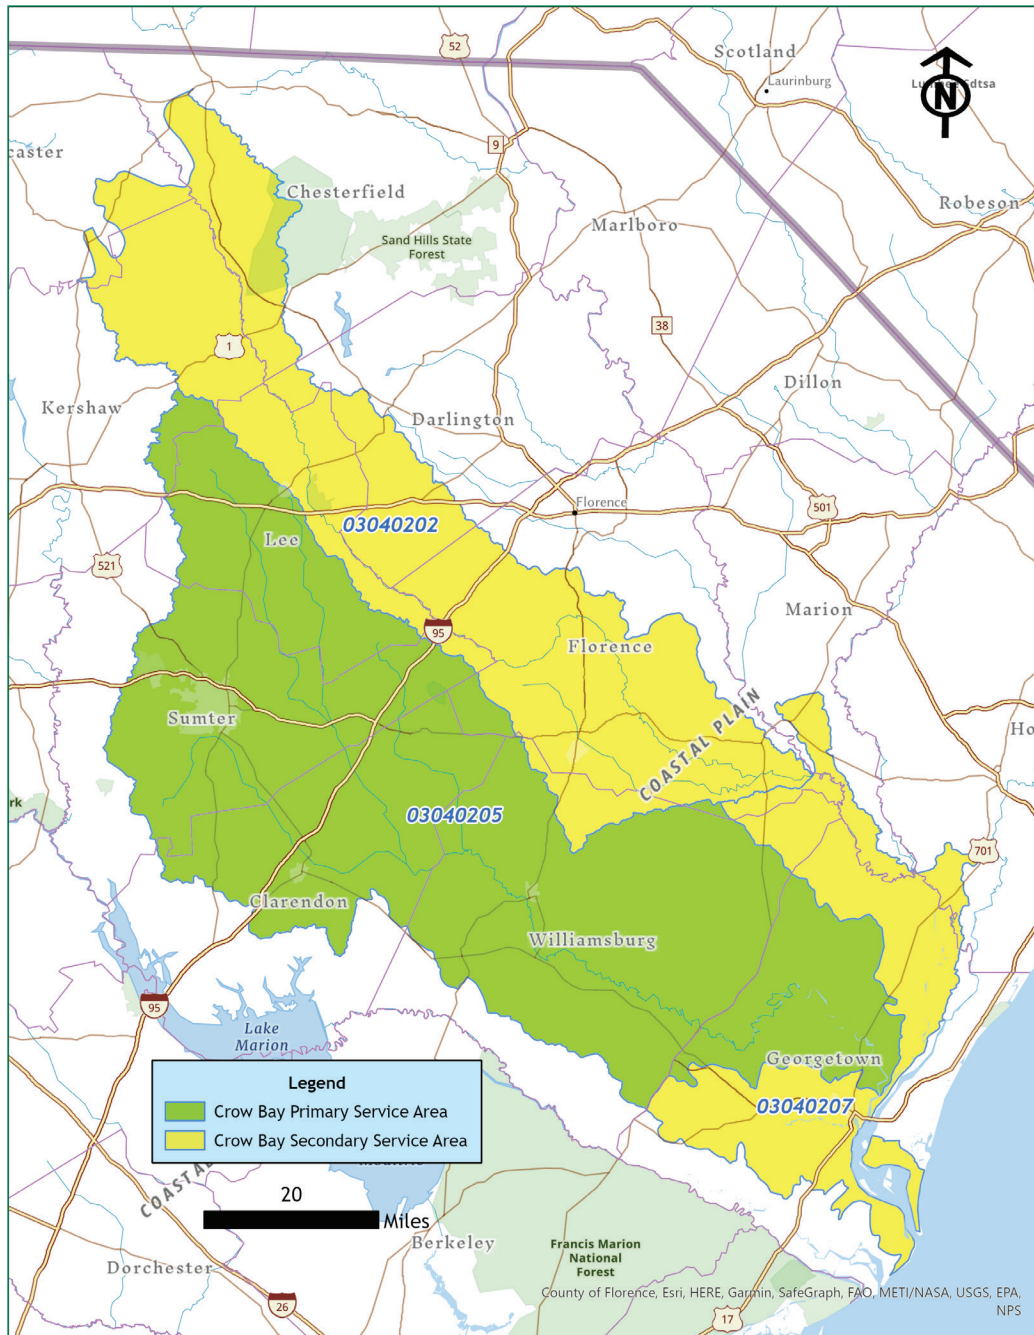 52
Scotland
Laurinburg
N
caster
9
Chesterfield
Robeson
Marlboro
Sand Hills State
Forest
38
1
Dillon
Kershaw
Darlington
Florence
501
03040202
Lee
521
Marion
95
Florence
COASTAL PLAIN
Sumter
Ho
rk
03040205
701
Clarendon
Williamsburg
95
Lake
Marion
Georgetown
Legend
Crow Bay Primary Service Area
Crow Bay Secondary Service Area
03040207
COASTAL
20
Miles
Berkeley
Francis Marion
National
Forest
Dorchester
County of Florence, Esri, HERE, Garmin, SafeGraph, FAO, METI/NASA, USGS, EPA,
NPS
26
17